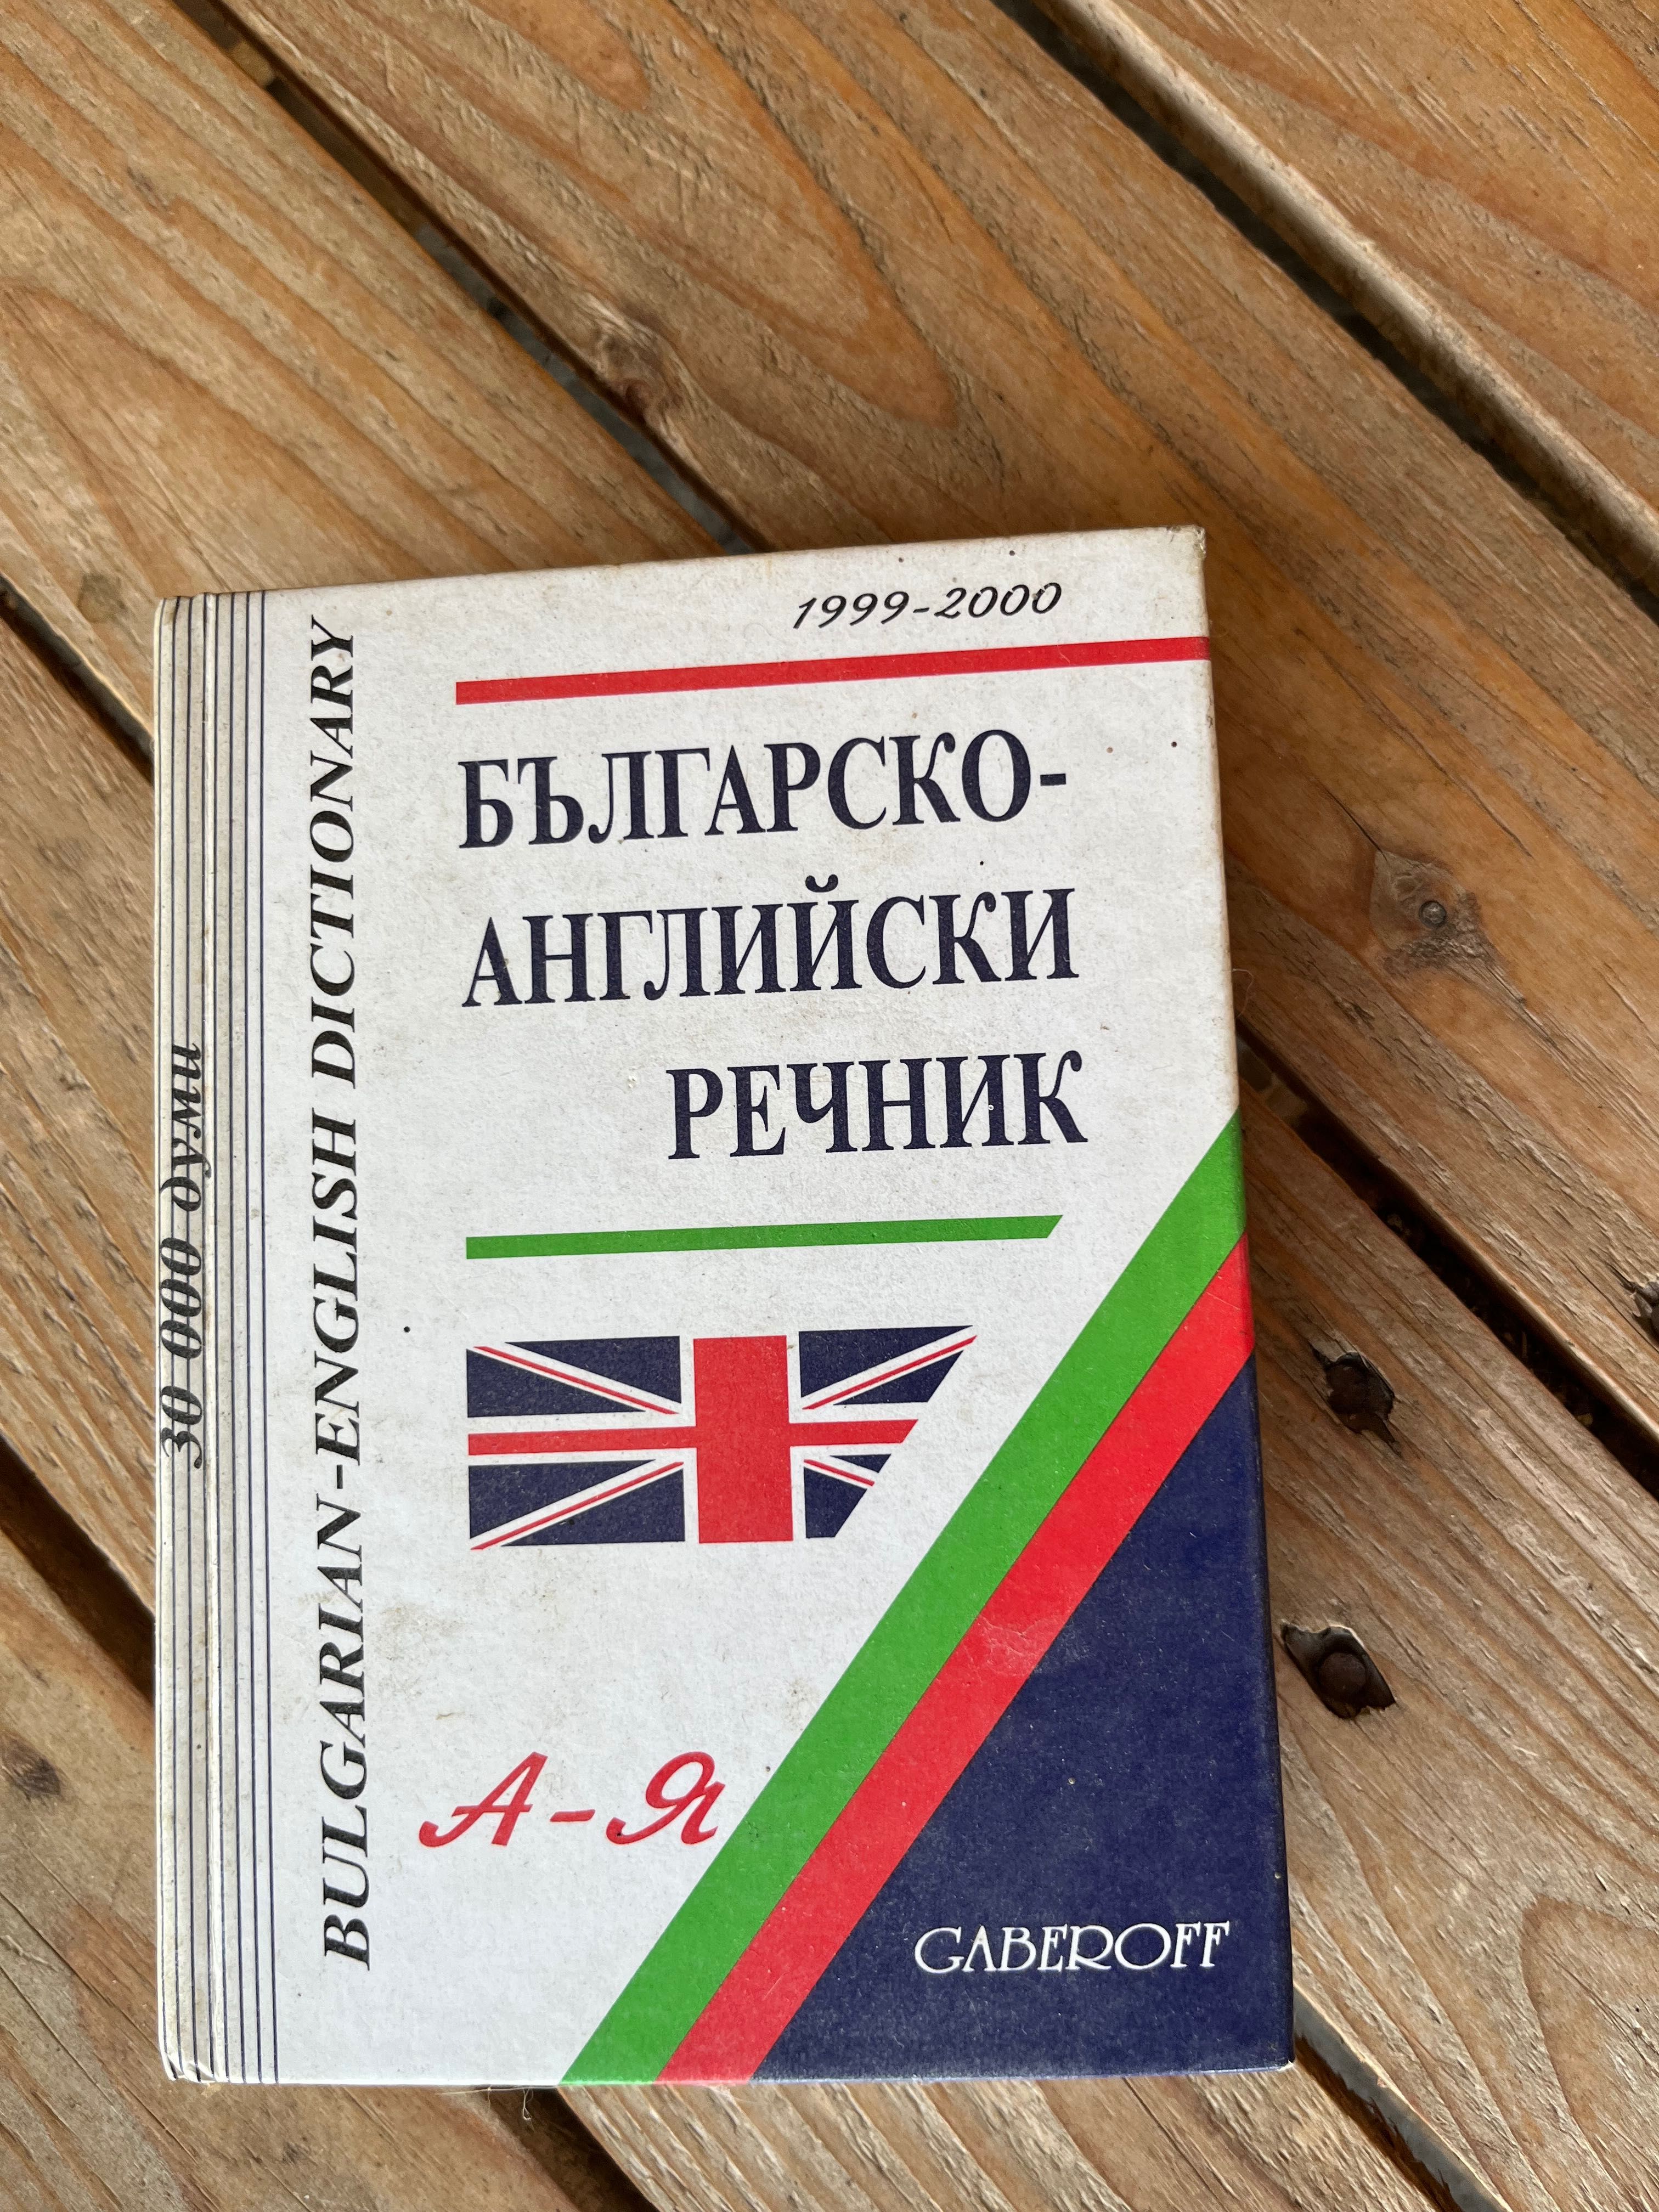 1999-2000
БЪЛГАРСКО-
АНГЛИЙСКИ
РЕЧНИК
BULGARIAN-ENGLISH DICTIONARY
30 000 думи
А-Я
GABEROFF